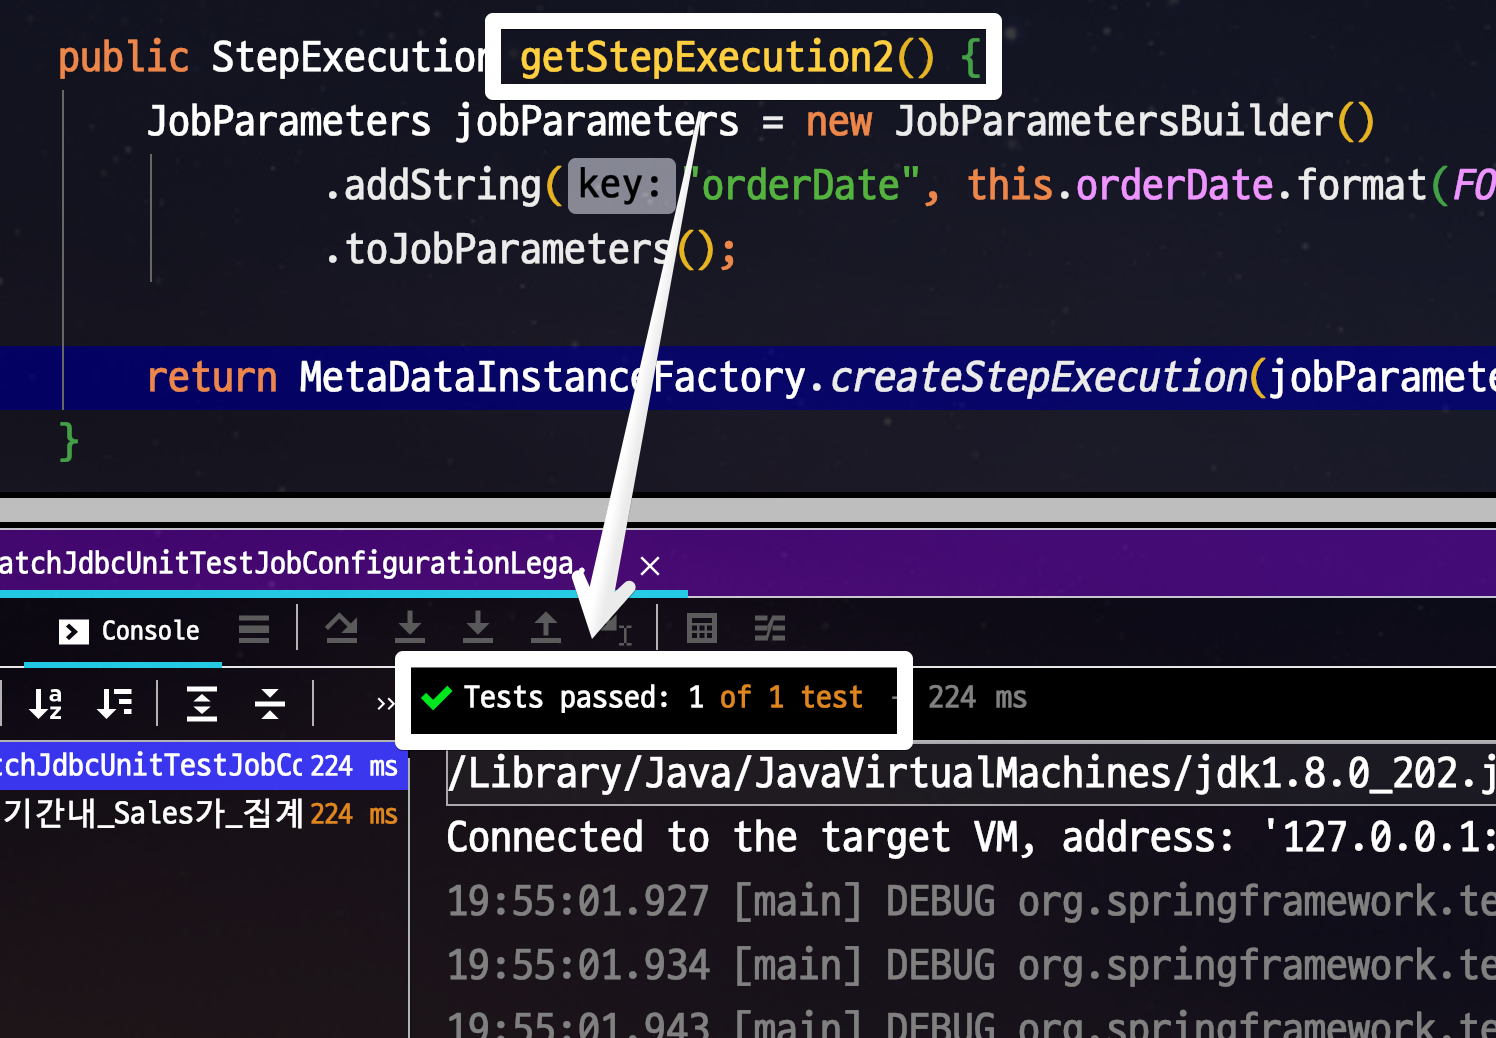 public StepExecution getStepExecution2() {
JobParameters jobParameters = new JobParametersBuilder()
.addString( key: "orderDate", this.orderDate.format(FO
.toJobParameters();
return MetaDataInstanceFactory.createStepExecution(jobParamete
}
atchJdbcUnitTestJobConfigurationLega.
Console
Tests passed: 1 of 1 test – 224 ms
chJdbcUnitTestJobCo 224 ms
기간내_Sales가_집계 224 ms
/Library/Java/JavaVirtualMachines/jdk1.8.0_202.j
Connected to the target VM, address: '127.0.0.1:
19:55:01.927 [main] DEBUG org.springframework.te
19:55:01.934 [main] DEBUG org.springframework.te
19:55:01.943 [main] DEBUG org.springframework.te